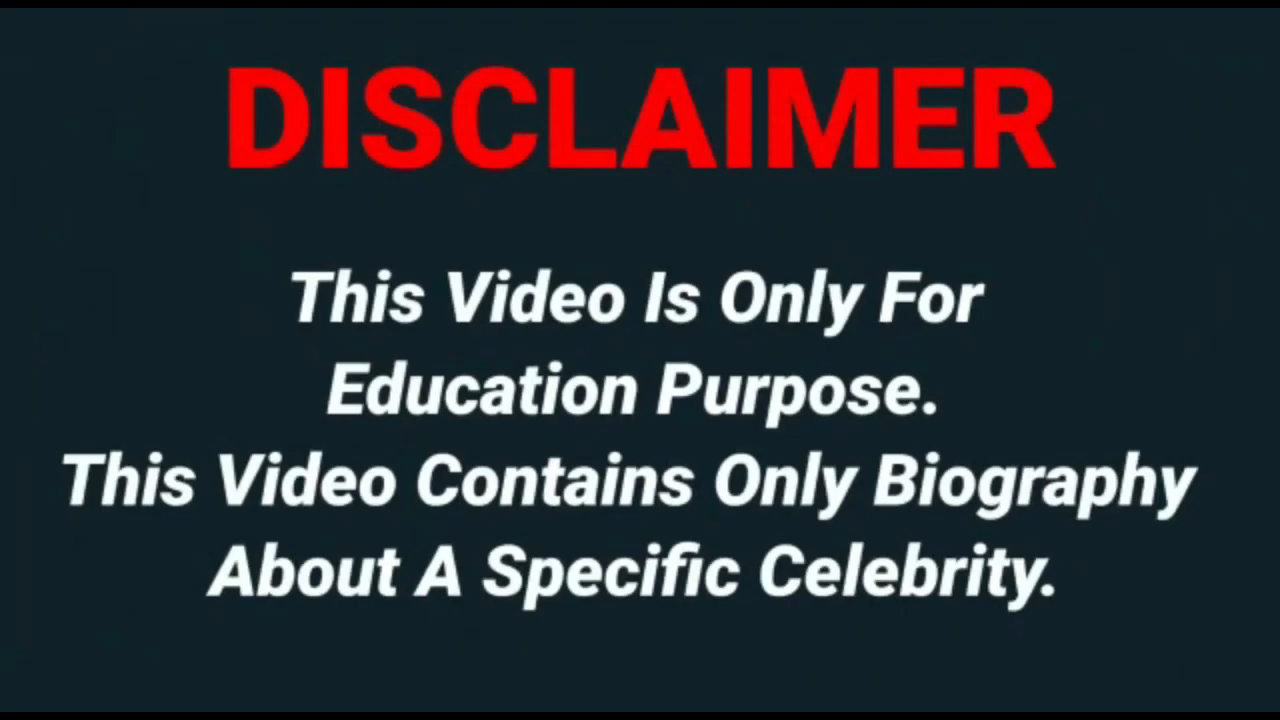 DISCLAIMER
This Video Is Only For
Education Purpose.
This Video Contains Only Biography
About A Specific Celebrity.